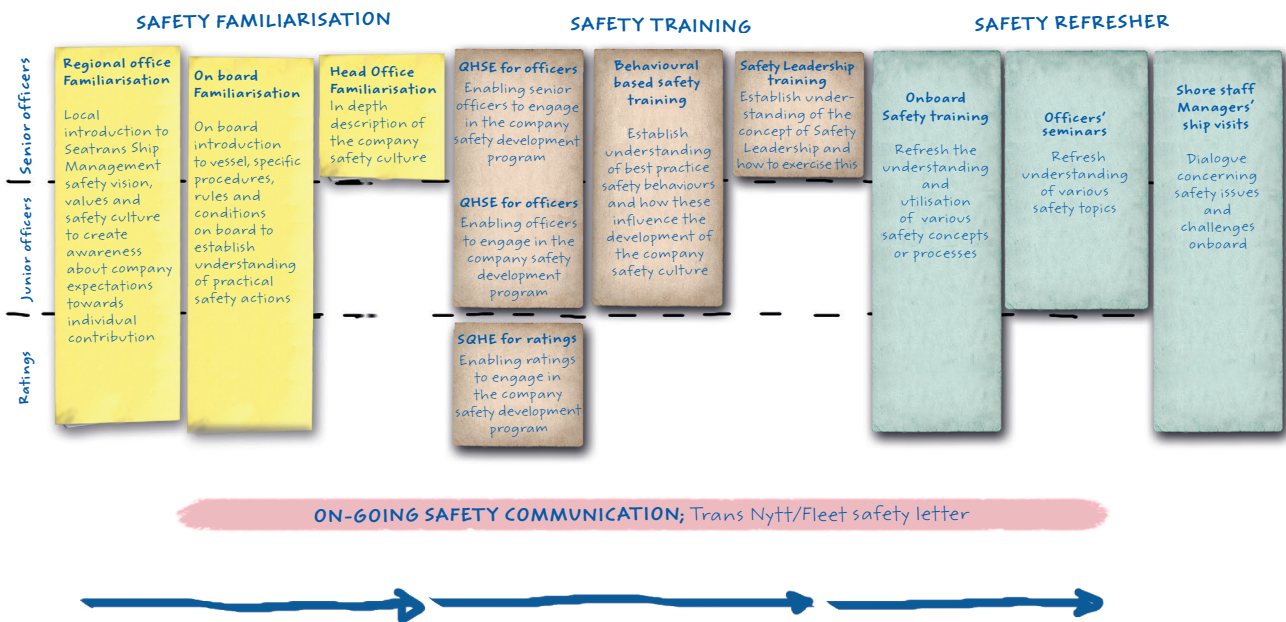 SAFETY FAMILIARISATION
SAFETY TRAINING
SAFETY REFRESHER
Senior officers
Junior officers
Ratings
Regional office
Familiarisation
Local
introduction to
Seatrans Ship
Management
safety vision,
values and
safety culture
to create
awareness
about company
expectations
towards
individual
contribution
On board
Familiarisation
On board
introduction
to vessel, specific
procedures,
rules and
conditions
on board to
establish
understanding
of practical
safety actions
Head Office
Familiarisation
In depth
description of
the company
safety culture
QHSE for officers
Enabling senior
officers to engage
in the company
safety development
program
QHSE for officers
Enabling officers
to engage in the
company safety
development
program
SQHE for ratings
Enabling ratings
to engage in
the company
safety development
program
Behavioural
based safety
training
Establish
understanding
of best practice
safety behaviours
and how these
influence the
development of
the company
safety culture
Safety Leadership
training
Establish under-
standing of the
concept of Safety
Leadership and
how to exercise this
Onboard
Safety training
Refresh the
understanding
and
utilisation
of various
safety concepts
or processes
Officers'
seminars
Refresh
understanding
of various
safety topics
Shore staff
Managers'
ship visits
Dialogue
concerning
safety issues
and
challenges
onboard
ON-GOING SAFETY COMMUNICATION; Trans Nytt/Fleet safety letter